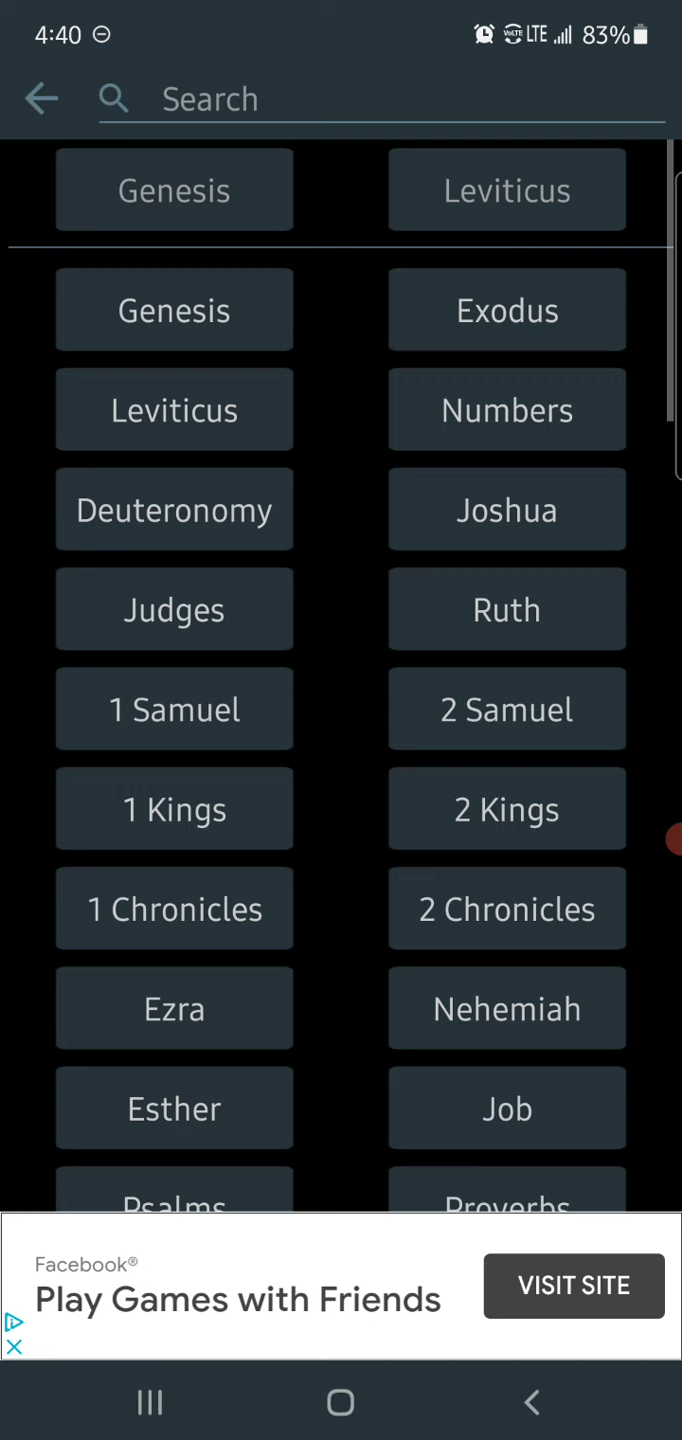 4:40 VoLTE LTE 83%
Search
Genesis Leviticus
Genesis Exodus
Leviticus Numbers
Deuteronomy Joshua
Judges Ruth
1 Samuel 2 Samuel
1 Kings 2 Kings
1 Chronicles 2 Chronicles
Ezra Nehemiah
Esther Job
Psalms Proverbs
Facebook®
Play Games with Friends
VISIT SITE